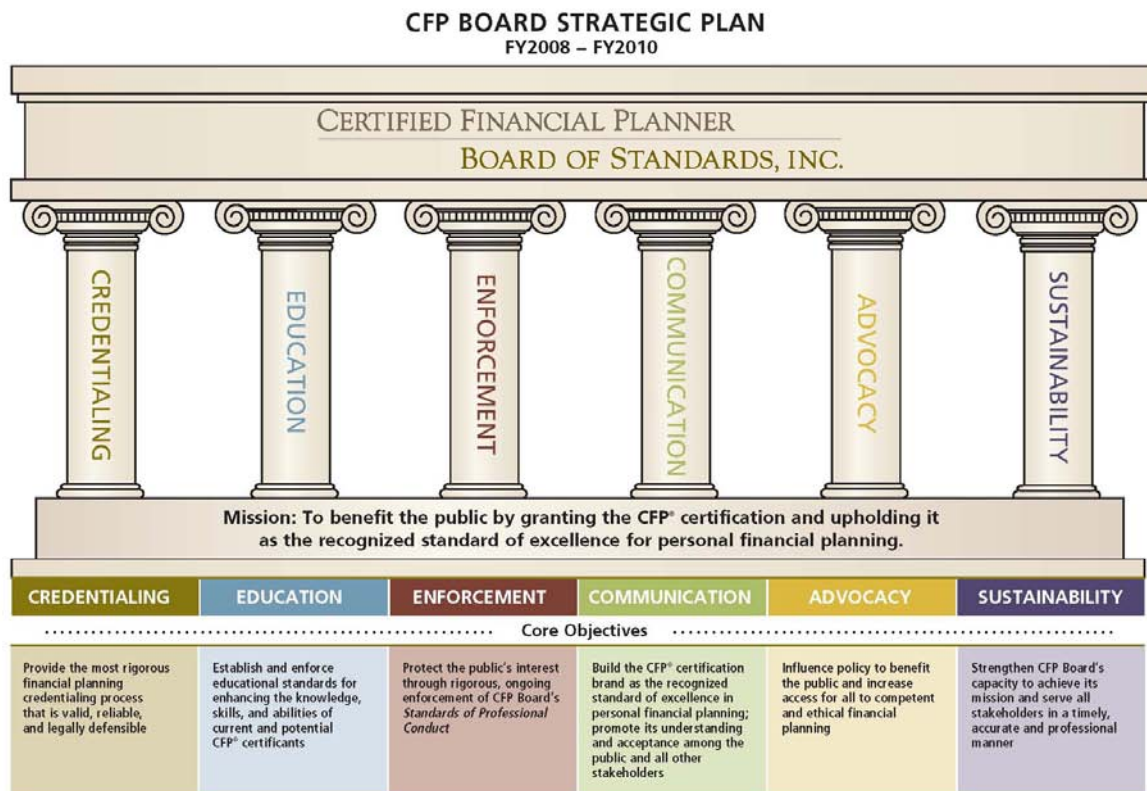 CFP BOARD STRATEGIC PLAN
FY2008 – FY2010
CERTIFIED FINANCIAL PLANNER
BOARD OF STANDARDS, INC.
CREDENTIALING
EDUCATION
ENFORCEMENT
COMMUNICATION
ADVOCACY
SUSTAINABILITY
Mission: To benefit the public by granting the CFP® certification and upholding it
as the recognized standard of excellence for personal financial planning.
CREDENTIALING
EDUCATION
ENFORCEMENT
COMMUNICATION
ADVOCACY
SUSTAINABILITY
Core Objectives
Provide the most rigorous
financial planning
credentialing process
that is valid, reliable,
and legally defensible
Establish and enforce
educational standards for
enhancing the knowledge,
skills, and abilities of
current and potential
CFP® certificants
Protect the public's interest
through rigorous, ongoing
enforcement of CFP Board's
Standards of Professional
Conduct
Build the CFP® certification
brand as the recognized
standard of excellence in
personal financial planning;
promote its understanding
and acceptance among the
public and all other
stakeholders
Influence policy to benefit
the public and increase
access for all to competent
and ethical financial
planning
Strengthen CFP Board's
capacity to achieve its
mission and serve all
stakeholders in a timely,
accurate and professional
manner